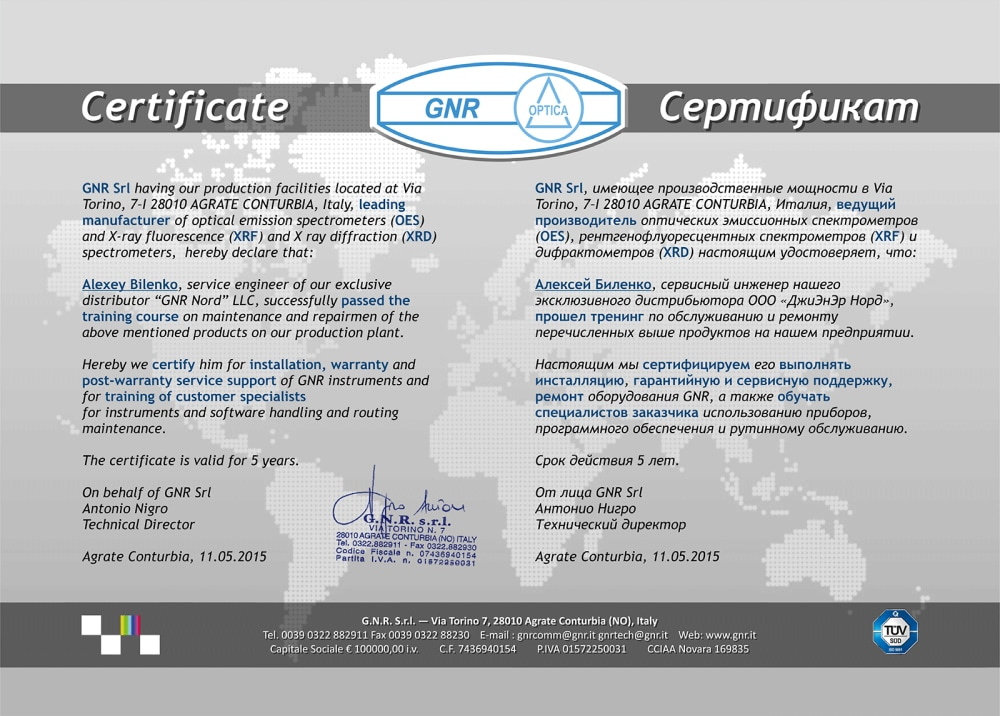 Certificate
GNR
OPTICA
Сертификат
GNR Srl having our production facilities located at Via
Torino, 7-I 28010 AGRATE CONTURBIA, Italy, leading
manufacturer of optical emission spectrometers (OES)
and X-ray fluorescence (XRF) and X ray diffraction (XRD)
spectrometers, hereby declare that:
Alexey Bilenko, service engineer of our exclusive
distributor “GNR Nord” LLC, successfully passed the
training course on maintenance and repairmen of the
above mentioned products on our production plant.
Hereby we certify him for installation, warranty and
post-warranty service support of GNR instruments and
for training of customer specialists
for instruments and software handling and routing
maintenance.
The certificate is valid for 5 years.
On behalf of GNR Srl
Antonio Nigro
Technical Director
Agrate Conturbia, 11.05.2015
G.N.R. s.r.l.
VIA TORINO N. 7
28010 AGRATE CONTURBIA (NO) ITALY
Tel. 0322.882911 - Fax 0322.882930
Codice Fiscale n. 07436940154
Partita I.V.A. n. 01572250031
GNR Srl, имеющее производственные мощности в Via
Torino, 7-I 28010 AGRATE CONTURBIA, Италия, ведущий
производитель оптических эмиссионных спектрометров
(OES), рентгенофлуоресцентных спектрометров (XRF) и
дифрактометров (XRD) настоящим удостоверяет, что:
Алексей Биленко, сервисный инженер нашего
эксклюзивного дистрибьютора ООО «ДжиЭнЭр Норд»,
прошел тренинг по обслуживанию и ремонту
перечисленных выше продуктов на нашем предприятии.
Настоящим мы сертифицируем его выполнять
инсталляцию, гарантийную и сервисную поддержку,
ремонт оборудования GNR, а также обучать
специалистов заказчика использованию приборов,
программного обеспечения и рутинному обслуживанию.
Срок действия 5 лет.
От лица GNR Srl
Антонио Нигро
Технический директор
Agrate Conturbia, 11.05.2015
G.N.R. S.r.l. — Via Torino 7, 28010 Agrate Conturbia (NO), Italy
Tel. 0039 0322 882911 Fax 0039 0322 88230 E-mail : gnrcomm@gnr.it gnrtech@gnr.it Web: www.gnr.it
Capitale Sociale € 100000,00 i.v. C.F. 7436940154 P.IVA 01572250031 CCIAA Novara 169835
TÜV
SÜD